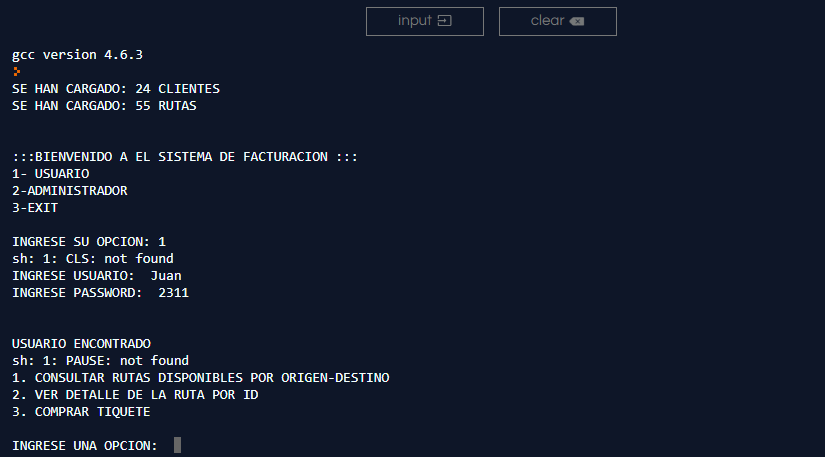 input
clear
gcc version 4.6.3
SE HAN CARGADO: 24 CLIENTES
SE HAN CARGADO: 55 RUTAS
:::BIENVENIDO A EL SISTEMA DE FACTURACION :::
1- USUARIO
2-ADMINISTRADOR
3-EXIT
INGRESE SU OPCION: 1
sh: 1: CLS: not found
INGRESE USUARIO:  Juan
INGRESE PASSWORD:  2311
USUARIO ENCONTRADO
sh: 1: PAUSE: not found
1. CONSULTAR RUTAS DISPONIBLES POR ORIGEN-DESTINO
2. VER DETALLE DE LA RUTA POR ID
3. COMPRAR TIQUETE
INGRESE UNA OPCION: